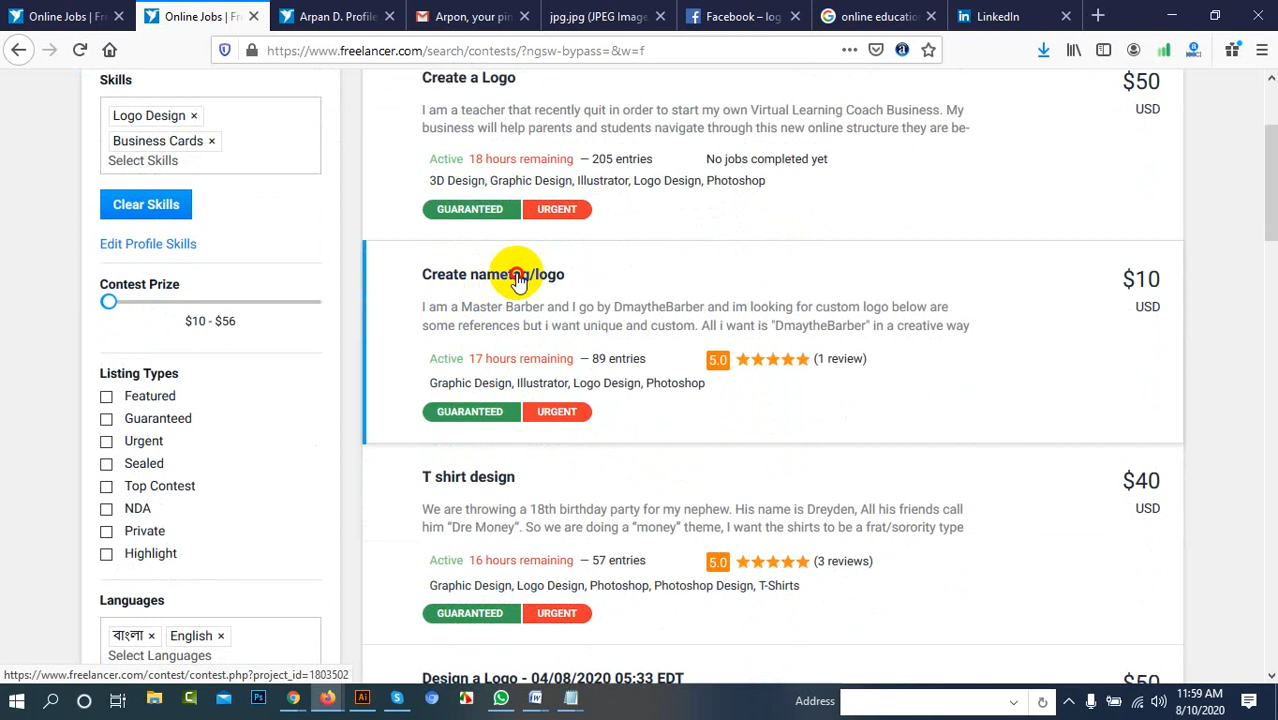 Online Jobs | Fr
Online Jobs | Fr
Arpan D. Profile
Arpon, your pin
jpg.jpg (JPEG Image
Facebook – log
online educatio
LinkedIn
https://www.freelancer.com/search/contests/?ngsw-bypass=&w=f
Skills
Logo Design ×
Business Cards ×
Select Skills
Clear Skills
Edit Profile Skills
Contest Prize
$10 - $56
Listing Types
Featured
Guaranteed
Urgent
Sealed
Top Contest
NDA
Private
Highlight
Languages
বাংলা × English ×
Select Languages
Create a Logo
$50
USD
I am a teacher that recently quit in order to start my own Virtual Learning Coach Business. My
business will help parents and students navigate through this new online structure they are be-
Active 18 hours remaining – 205 entries No jobs completed yet
3D Design, Graphic Design, Illustrator, Logo Design, Photoshop
GUARANTEED URGENT
Create nametag/logo
$10
USD
I am a Master Barber and I go by DmaytheBarber and im looking for custom logo below are
some references but i want unique and custom. All i want is "DmaytheBarber" in a creative way
Active 17 hours remaining – 89 entries 5.0 (1 review)
Graphic Design, Illustrator, Logo Design, Photoshop
GUARANTEED URGENT
T shirt design
$40
USD
We are throwing a 18th birthday party for my nephew. His name is Dreyden, All his friends call
him “Dre Money”. So we are doing a “money” theme, I want the shirts to be a frat/sorority type
Active 16 hours remaining – 57 entries 5.0 (3 reviews)
Graphic Design, Logo Design, Photoshop, Photoshop Design, T-Shirts
GUARANTEED URGENT
Design a Logo - 04/08/2020 05:33 EDT
$50
https://www.freelancer.com/contest/contest.php?project_id=1803502
Address
11:59 AM
8/10/2020